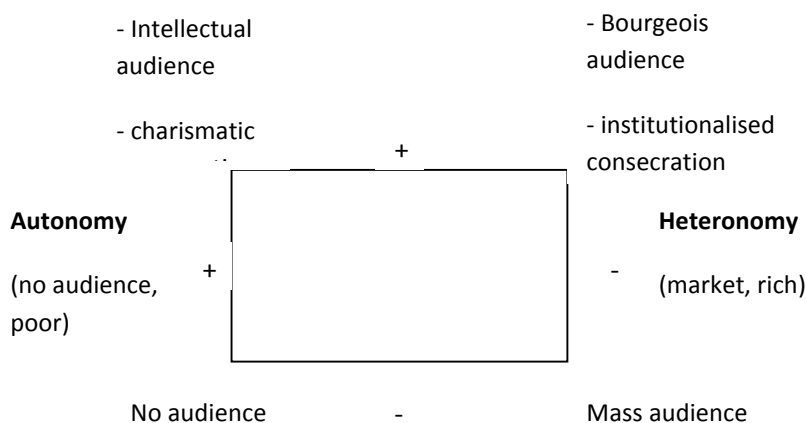 - Intellectual
audience
- Bourgeois
audience
- charismatic
- institutionalised
consecration
+
Autonomy
Heteronomy
(no audience,
poor)
+
-
(market, rich)
No audience
-
Mass audience